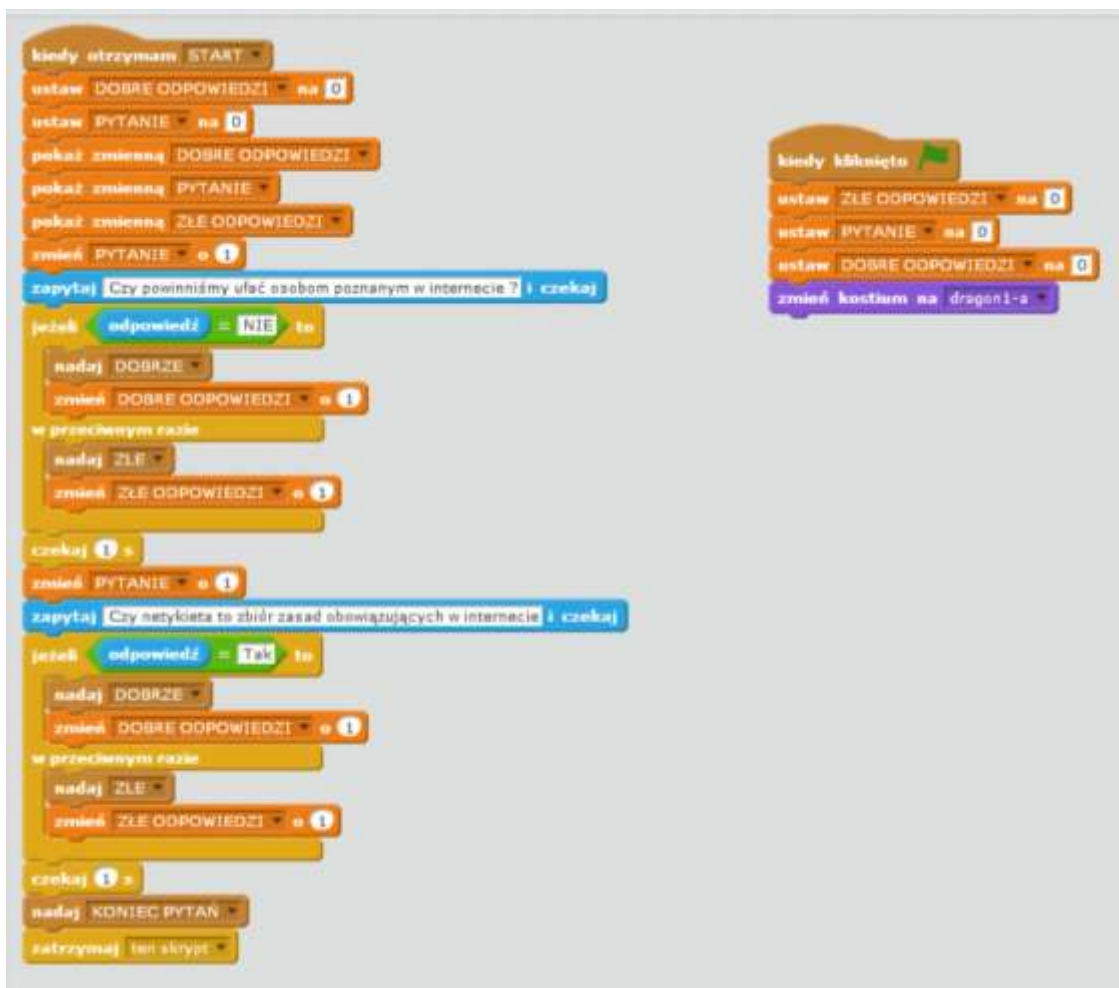 kiedy otrzymam START
ustaw DOBRE ODPOWIEDZI na 0
ustaw PYTANIE na 0
pokaż zmienną DOBRE ODPOWIEDZI
pokaż zmienną PYTANIE
pokaż zmienną ZŁE ODPOWIEDZI
zmień PYTANIE o 1
zapytaj Czy powinniśmy ufać osobom poznanym w internecie ? i czekaj
jeżeli odpowiedź = NIE to
nadaj DOBRZE
zmień DOBRE ODPOWIEDZI o 1
w przeciwnym razie
nadaj ZLE
zmień ZŁE ODPOWIEDZI o 1
czekaj 1 s
zmień PYTANIE o 1
zapytaj Czy netykieta to zbiór zasad obowiązujących w internecie i czekaj
jeżeli odpowiedź = Tak to
nadaj DOBRZE
zmień DOBRE ODPOWIEDZI o 1
w przeciwnym razie
nadaj ZLE
zmień ZŁE ODPOWIEDZI o 1
czekaj 1 s
nadaj KONIEC PYTAŃ
zatrzymaj ten skrypt
kiedy kliknięto
ustaw ZŁE ODPOWIEDZI na 0
ustaw PYTANIE na 0
ustaw DOBRE ODPOWIEDZI na 0
zmień kostium na dragon1-a